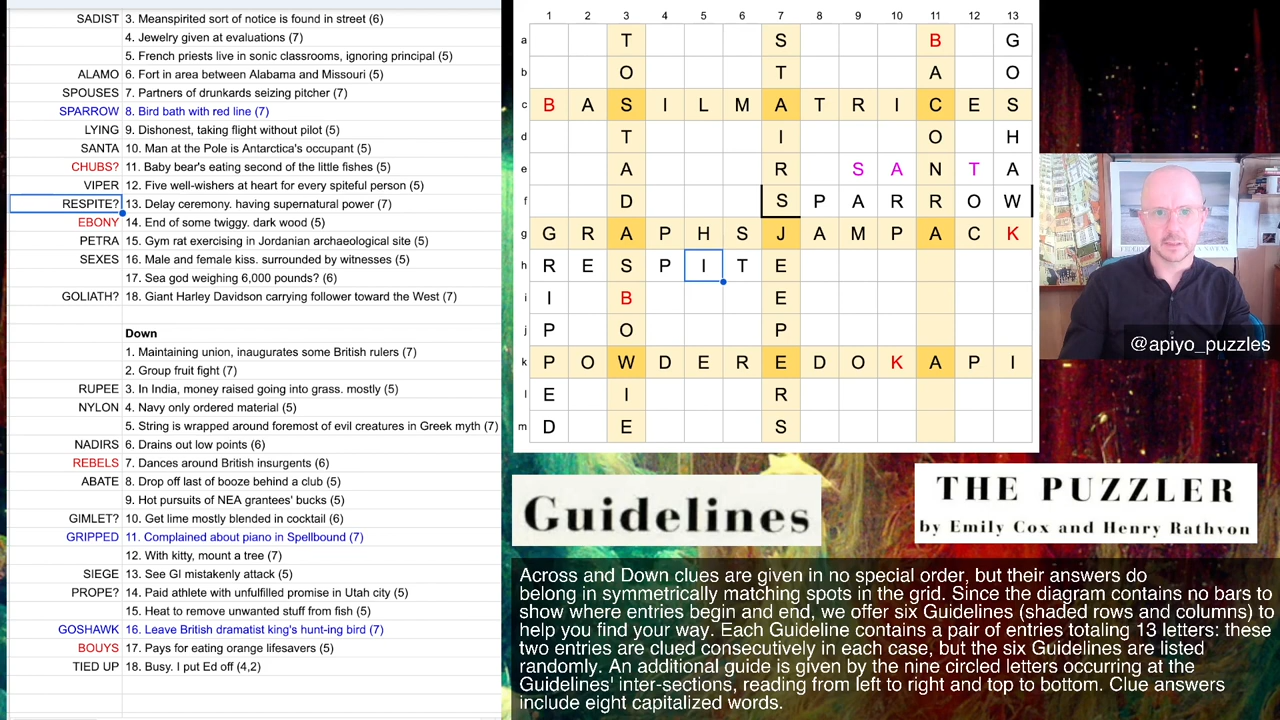 SADIST 3. Meanspirited sort of notice is found in street (6)
4. Jewelry given at evaluations (7)
5. French priests live in sonic classrooms, ignoring principal (5)
ALAMO 6. Fort in area between Alabama and Missouri (5)
SPOUSES 7. Partners of drunkards seizing pitcher (7)
SPARROW 8. Bird bath with red line (7)
LYING 9. Dishonest, taking flight without pilot (5)
SANTA 10. Man at the Pole is Antarctica's occupant (5)
CHUBS? 11. Baby bear's eating second of the little fishes (5)
VIPER 12. Five well-wishers at heart for every spiteful person (5)
RESPITE? 13. Delay ceremony. having supernatural power (7)
EBONY 14. End of some twiggy. dark wood (5)
PETRA 15. Gym rat exercising in Jordanian archaeological site (5)
SEXES 16. Male and female kiss. surrounded by witnesses (5)
17. Sea god weighing 6,000 pounds? (6)
GOLIATH? 18. Giant Harley Davidson carrying follower toward the West (7)
Down
1. Maintaining union, inaugurates some British rulers (7)
2. Group fruit fight (7)
RUPEE 3. In India, money raised going into grass. mostly (5)
NYLON 4. Navy only ordered material (5)
5. String is wrapped around foremost of evil creatures in Greek myth (7)
NADIRS 6. Drains out low points (6)
REBELS 7. Dances around British insurgents (6)
ABATE 8. Drop off last of booze behind a club (5)
9. Hot pursuits of NEA grantees' bucks (5)
GIMLET? 10. Get lime mostly blended in cocktail (6)
GRIPPED 11. Complained about piano in Spellbound (7)
12. With kitty, mount a tree (7)
SIEGE 13. See GI mistakenly attack (5)
PROPE? 14. Paid athlete with unfulfilled promise in Utah city (5)
15. Heat to remove unwanted stuff from fish (5)
GOSHAWK 16. Leave British dramatist king's hunt-ing bird (7)
BOUYS 17. Pays for eating orange lifesavers (5)
TIED UP 18. Busy. I put Ed off (4,2)
1 2 3 4 5 6 7 8 9 10 11 12 13
a T S B G
b O T A O
c B A S I L M A T R I C E S
d T I O H
e A R S A N T A
f D S P A R R O W
g G R A P H S J A M P A C K
h R E S P I T E
i I B E
j P O P
k P O W D E R E D O K A P I
l E I R
m D E S
@apiyo_puzzles
Guidelines
THE PUZZLER
by Emily Cox and Henry Rathvon
Across and Down clues are given in no special order, but their answers do
belong in symmetrically matching spots in the grid. Since the diagram contains no bars to
show where entries begin and end, we offer six Guidelines (shaded rows and columns) to
help you find your way. Each Guideline contains a pair of entries totaling 13 letters: these
two entries are clued consecutively in each case, but the six Guidelines are listed
randomly. An additional guide is given by the nine circled letters occurring at the
Guidelines' inter-sections, reading from left to right and top to bottom. Clue answers
include eight capitalized words.